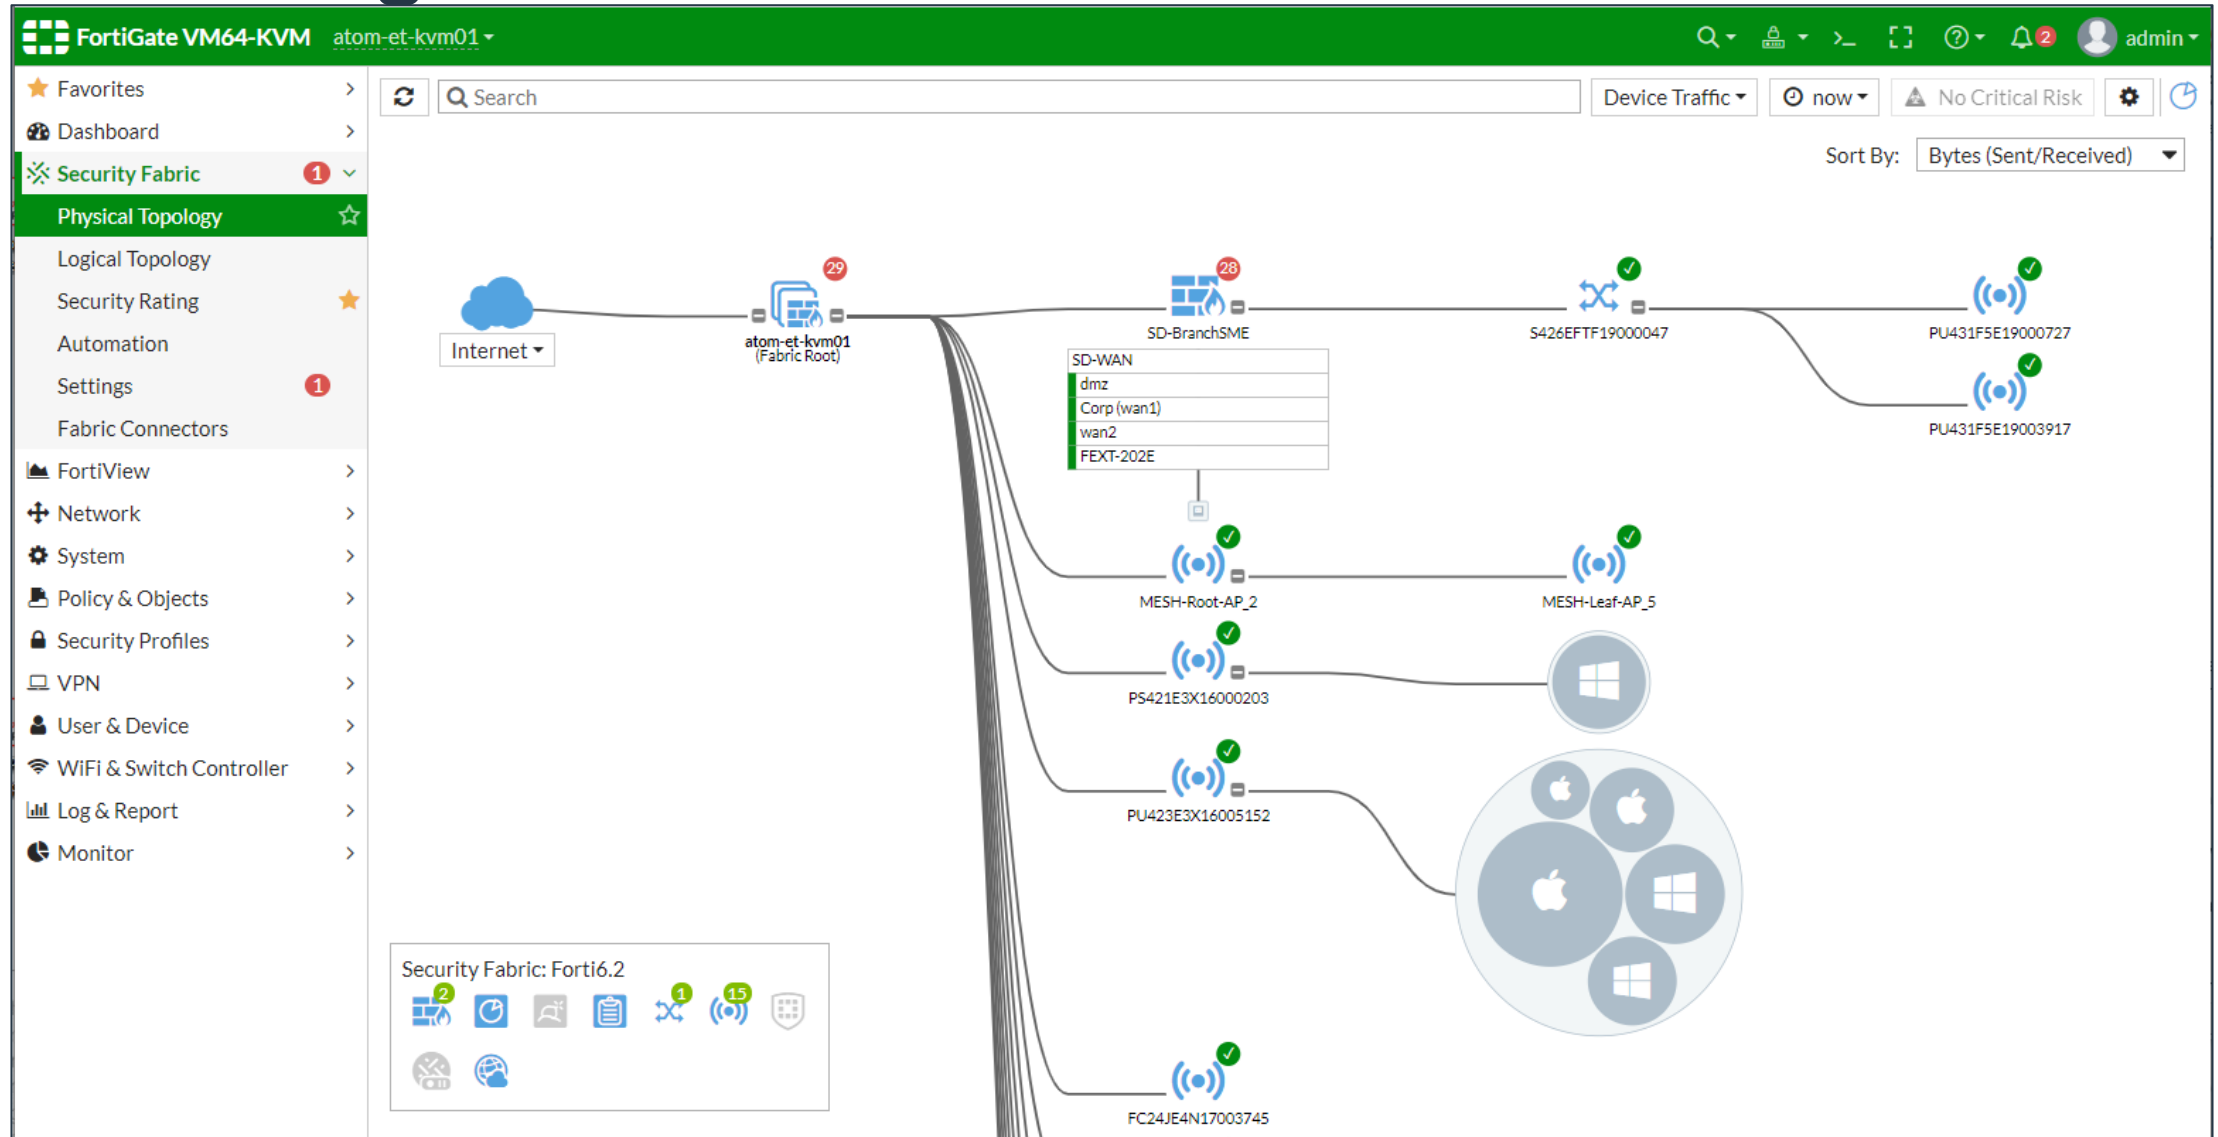 FortiGate VM64-KVM atom-et-kvm01 >_ 2 admin
Favorites
Dashboard
Security Fabric 1
Physical Topology
Logical Topology
Security Rating
Automation
Settings 1
Fabric Connectors
FortiView
Network
System
Policy & Objects
Security Profiles
VPN
User & Device
WiFi & Switch Controller
Log & Report
Monitor
Search Device Traffic now No Critical Risk
Sort By: Bytes (Sent/Received)
Internet
29
atom-et-kvm01
(Fabric Root)
28
SD-BranchSME
SD-WAN
dmz
Corp (wan1)
wan2
FEXT-202E
S426EFTF19000047
PU431F5E19000727
PU431F5E19003917
MESH-Root-AP_2
MESH-Leaf-AP_5
PS421E3X16000203
PU423E3X16005152
FC24JE4N17003745
Security Fabric: Forti6.2
2 1 15